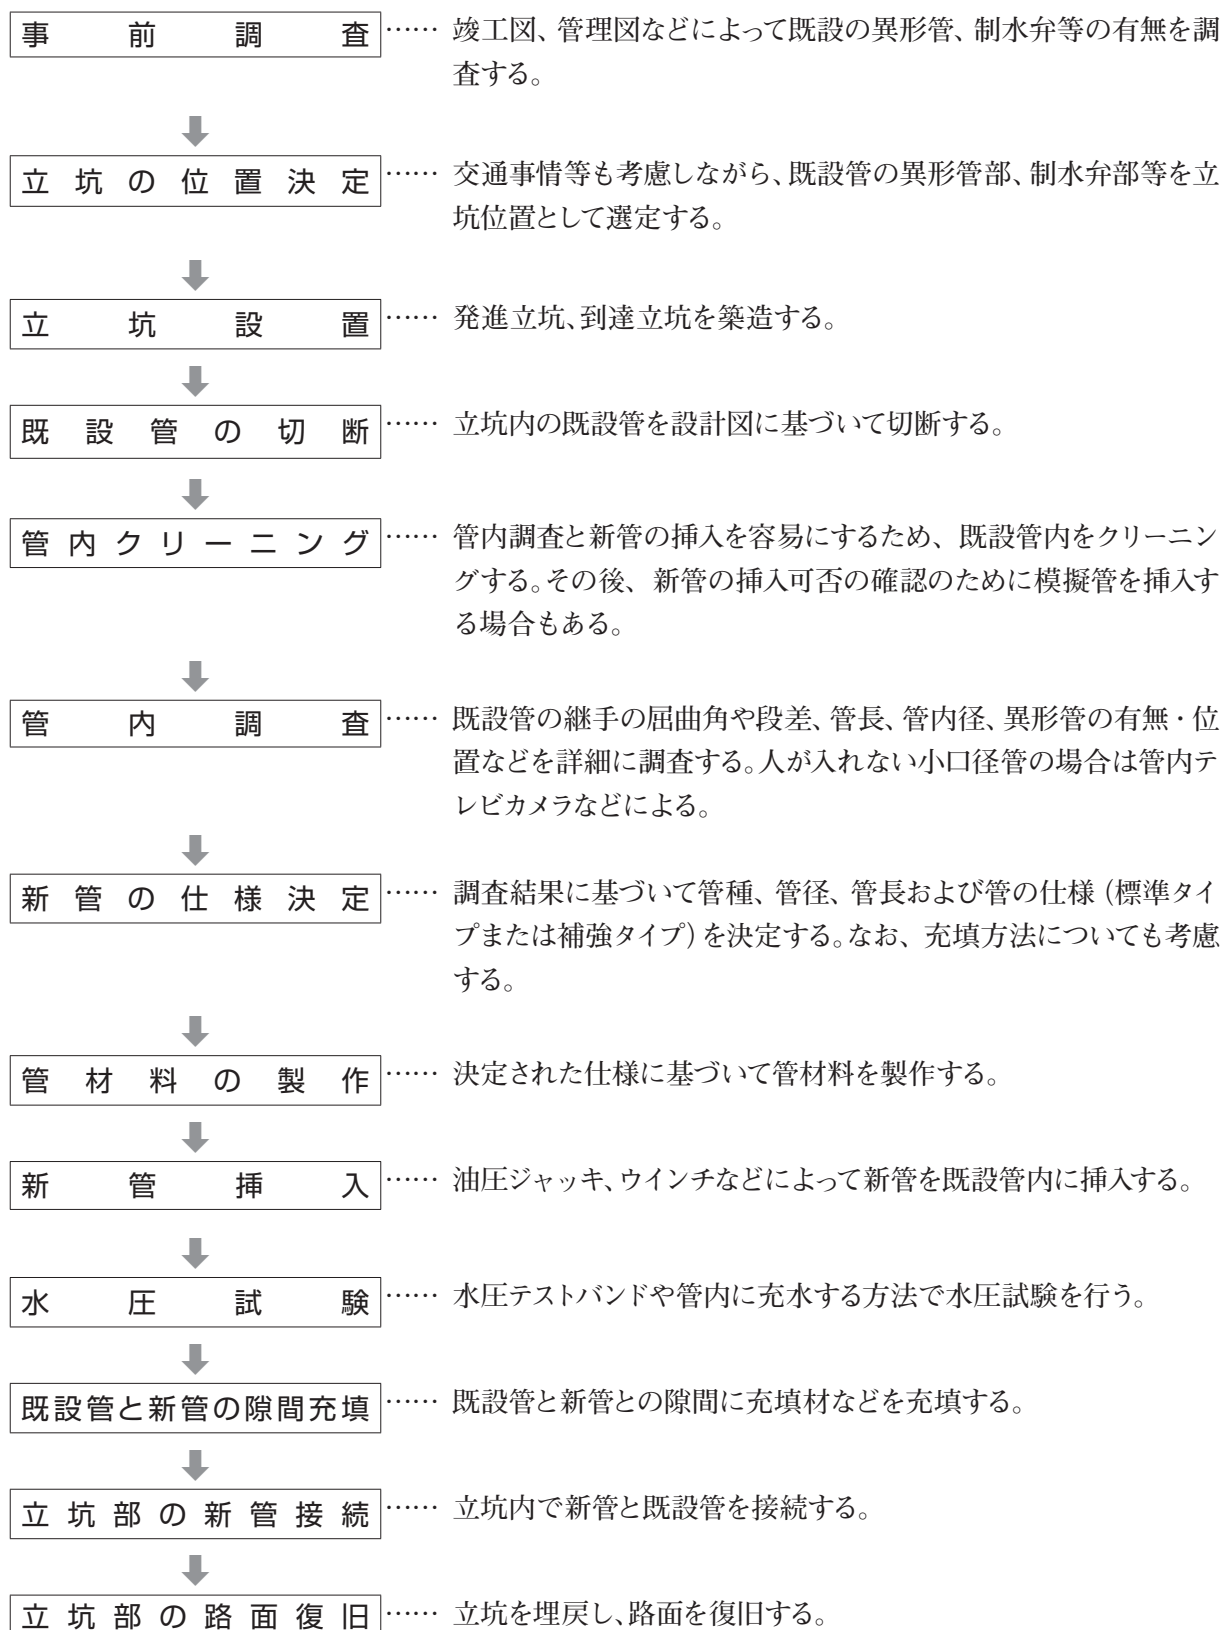 事前調査…… 竣工図、管理図などによって既設の異形管、制水弁等の有無を調
査する。
立坑の位置決定…… 交通事情等も考慮しながら、既設管の異形管部、制水弁部等を立
坑位置として選定する。
立坑設置…… 発進立坑、到達立坑を築造する。
既設管の切断…… 立坑内の既設管を設計図に基づいて切断する。
管内クリーニング…… 管内調査と新管の挿入を容易にするため、既設管内をクリーニン
グする。その後、新管の挿入可否の確認のために模擬管を挿入す
る場合もある。
管内調査…… 既設管の継手の屈曲角や段差、管長、管内径、異形管の有無・位
置などを詳細に調査する。人が入れない小口径管の場合は管内テ
レビカメラなどによる。
新管の仕様決定…… 調査結果に基づいて管種、管径、管長および管の仕様（標準タイ
プまたは補強タイプ）を決定する。なお、充填方法についても考慮
する。
管材料の製作…… 決定された仕様に基づいて管材料を製作する。
新管挿入…… 油圧ジャッキ、ウインチなどによって新管を既設管内に挿入する。
水圧試験…… 水圧テストバンドや管内に充水する方法で水圧試験を行う。
既設管と新管の隙間充填…… 既設管と新管との隙間に充填材などを充填する。
立坑部の新管接続…… 立坑内で新管と既設管を接続する。
立坑部の路面復旧…… 立坑を埋戻し、路面を復旧する。